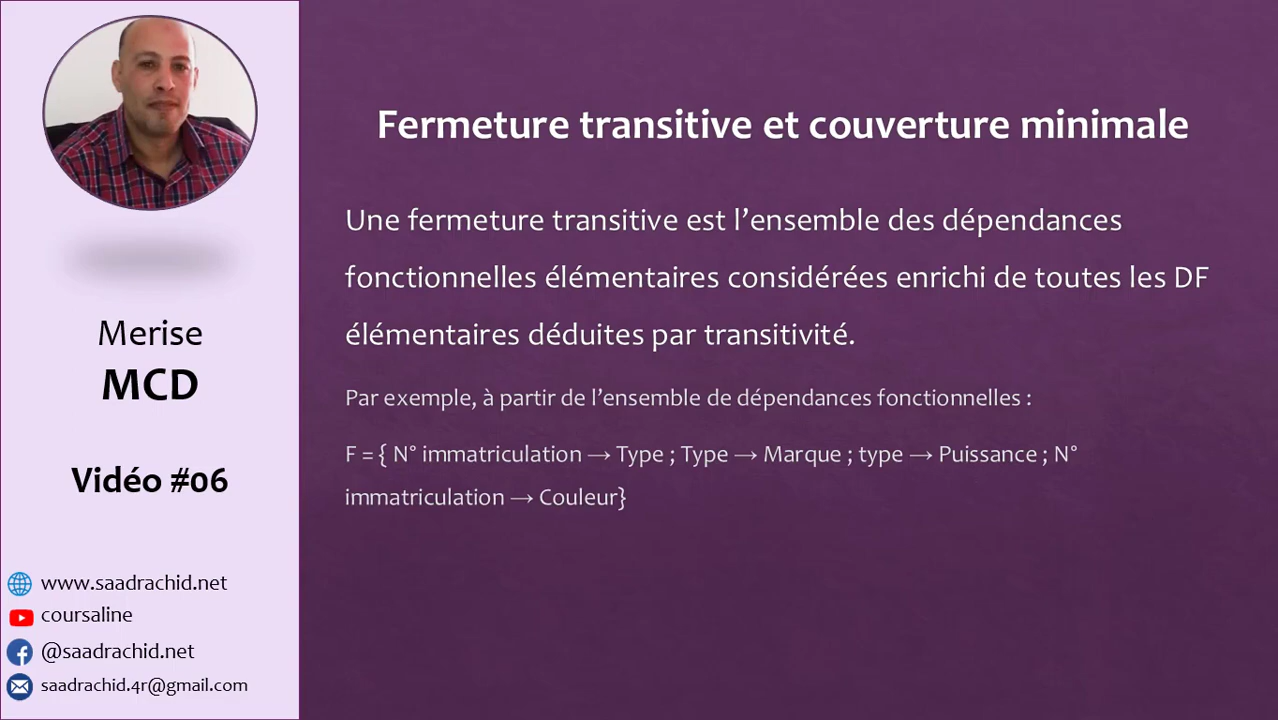 Merise
MCD
Vidéo #06
www.saadrachid.net
coursaline
@saadrachid.net
saadrachid.4r@gmail.com
Fermeture transitive et couverture minimale
Une fermeture transitive est l’ensemble des dépendances
fonctionnelles élémentaires considérées enrichi de toutes les DF
élémentaires déduites par transitivité.
Par exemple, à partir de l’ensemble de dépendances fonctionnelles :
F = { N° immatriculation → Type ; Type → Marque ; type → Puissance ; N°
immatriculation → Couleur}